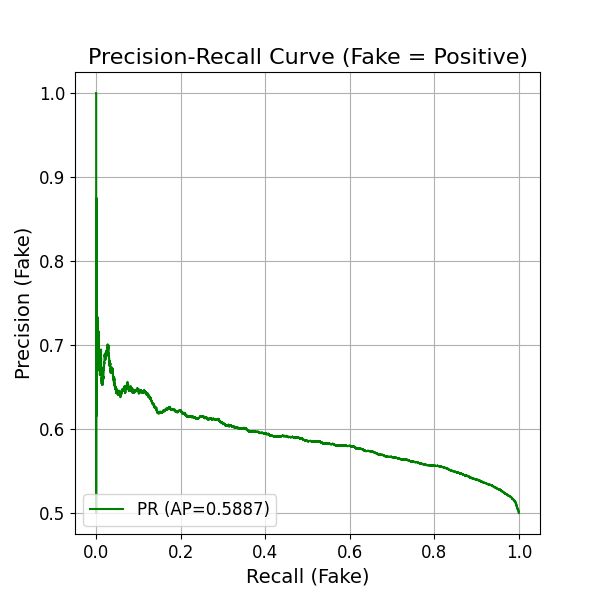 Precision-Recall Curve (Fake = Positive)
1.0
0.9
0.8
0.7
0.6
0.5
Precision (Fake)
PR (AP=0.5887)
0.0 0.2 0.4 0.6 0.8 1.0
Recall (Fake)